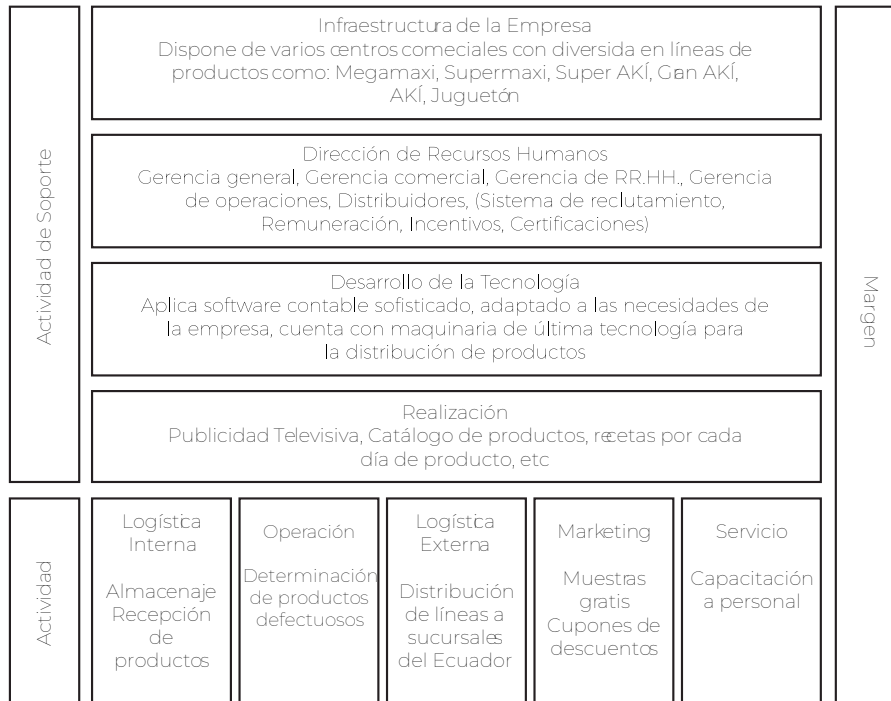 Infraestructura de la Empresa
Dispone de varios centros comeciales con diversida en líneas de
productos como: Megamaxi, Supermaxi, Super AKÍ, Gran AKÍ,
AKÍ, Juguetón
Actividad de Soporte
Dirección de Recursos Humanos
Gerencia general, Gerencia comercial, Gerencia de RR.HH., Gerencia
de operaciones, Distribuidores, (Sistema de reclutamiento,
Remuneración, Incentivos, Certificaciones)
Desarrollo de la Tecnología
Aplica software contable sofisticado, adaptado a las necesidades de
la empresa, cuenta con maquinaria de última tecnología para
la distribución de productos
Realización
Publicidad Televisiva, Catálogo de productos, recetas por cada
día de producto, etc
Margen
Actividad
Logística
Interna
Almacenaje
Recepción
de
productos
Operación
Determinación
de productos
defectuosos
Logística
Externa
Distribución
de líneas a
sucursales
del Ecuador
Marketing
Muestras
gratis
Cupones de
descuentos
Servicio
Capacitación
a personal